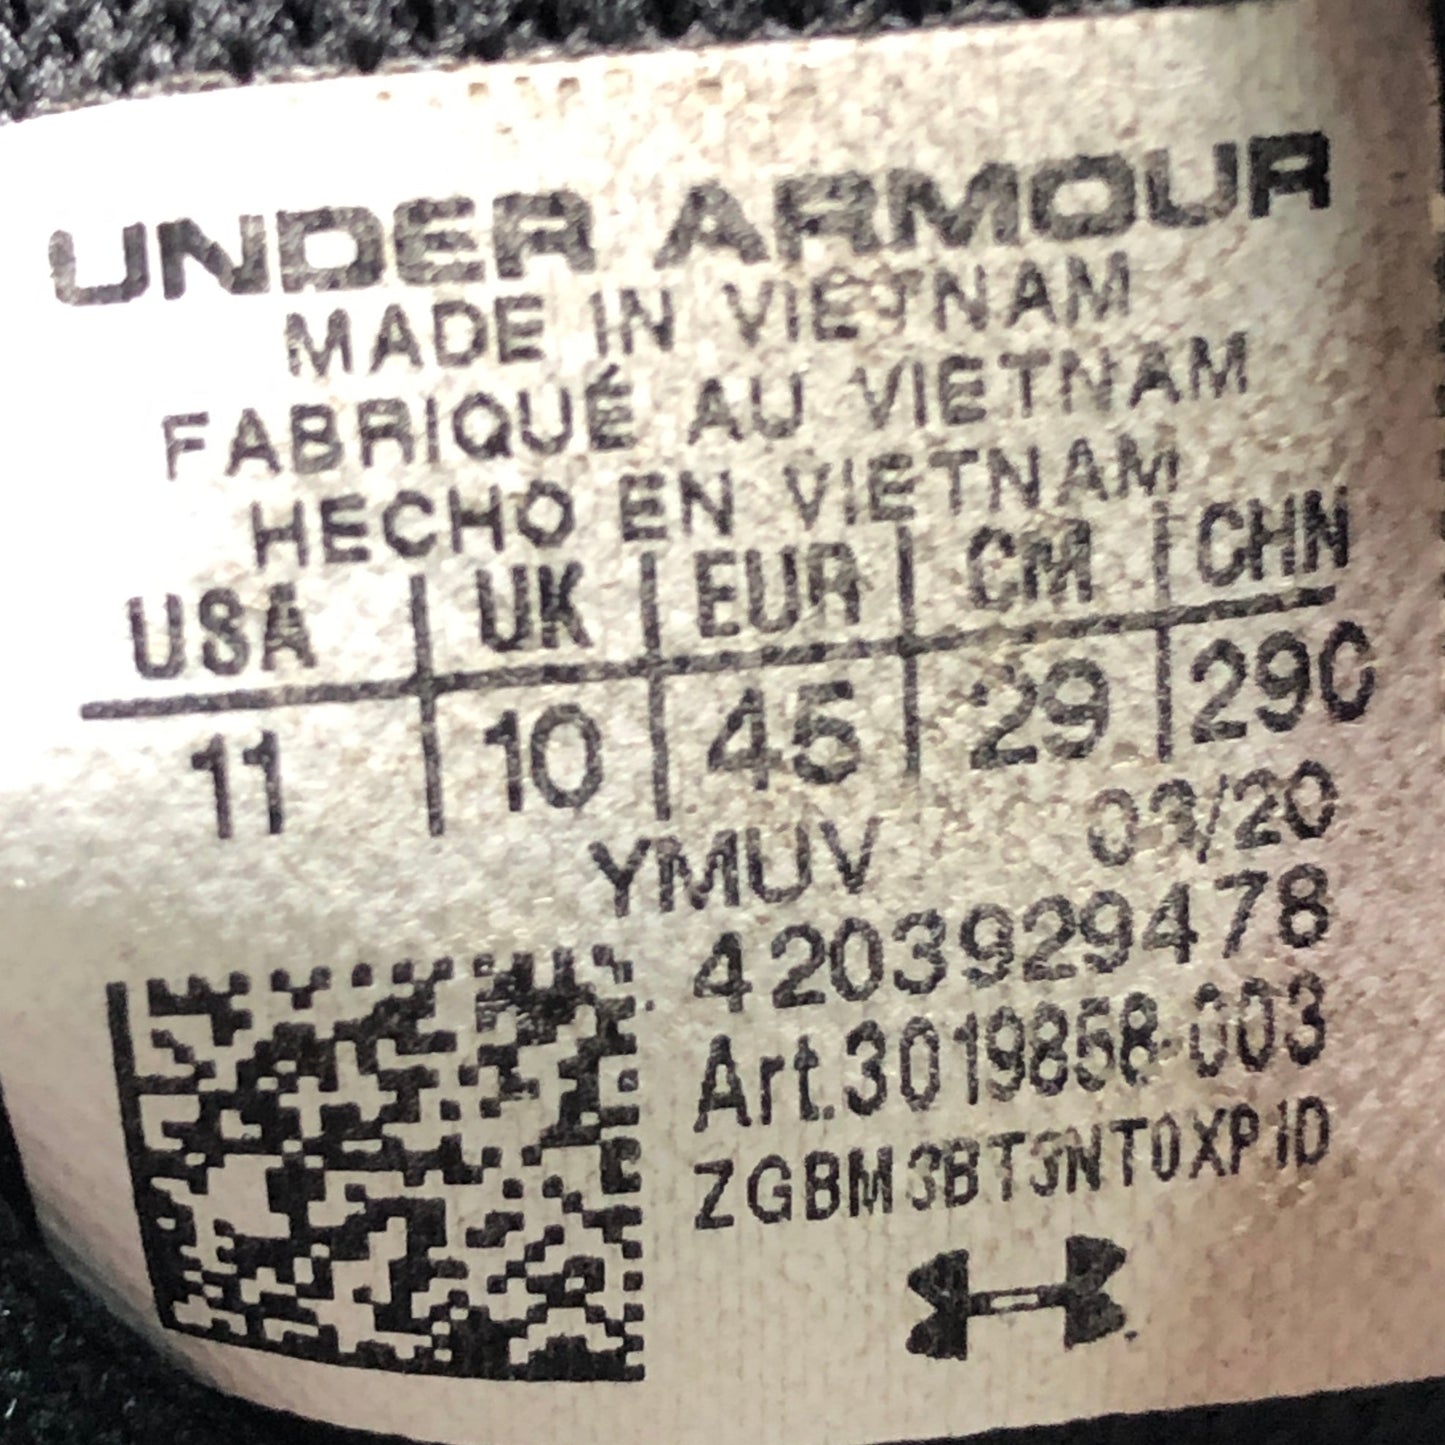 UNDER ARMOUR
MADE IN VIETNAM
FABRIQUÉ AU VIETNAM
HECHO EN VIETNAM
USA | UK | EUR | CM | CHN
11 | 10 | 45 | 29 | 290
YMUV 03/20
4203929478
Art.3019858-003
ZGBM3BT3NT0XP1D